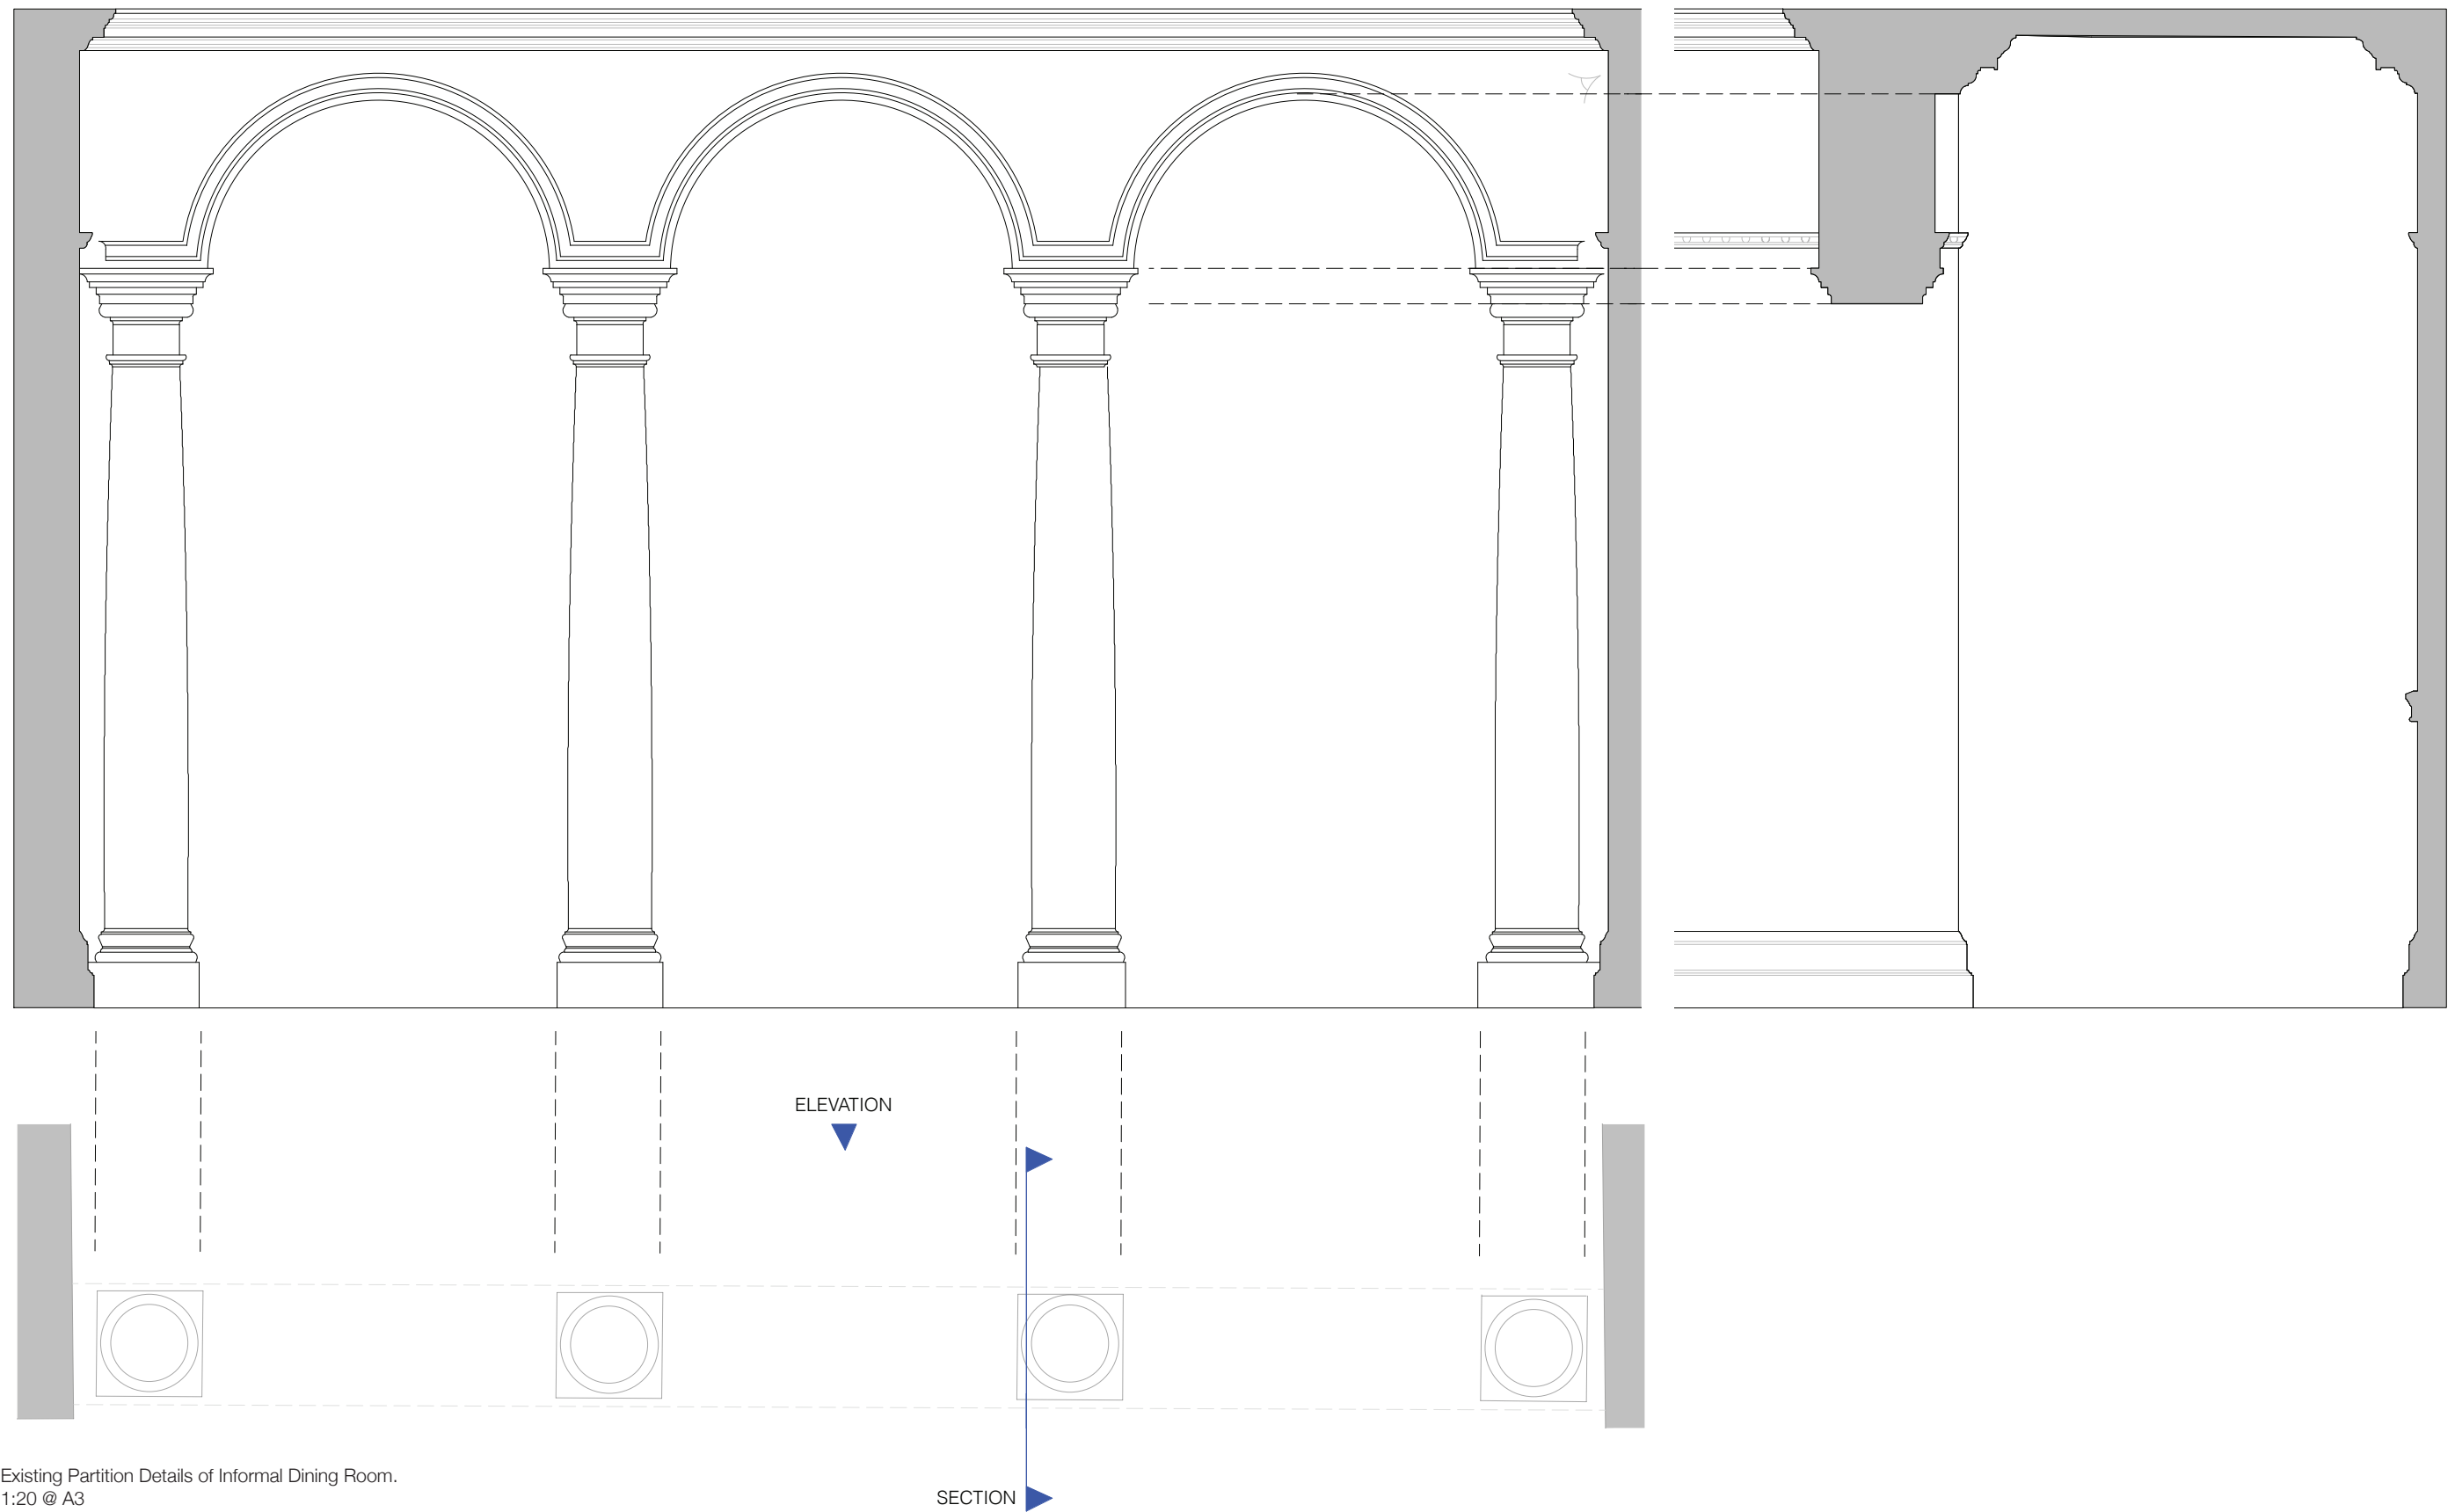 ELEVATION
Existing Partition Details of Informal Dining Room.
1:20 @ A3
SECTION